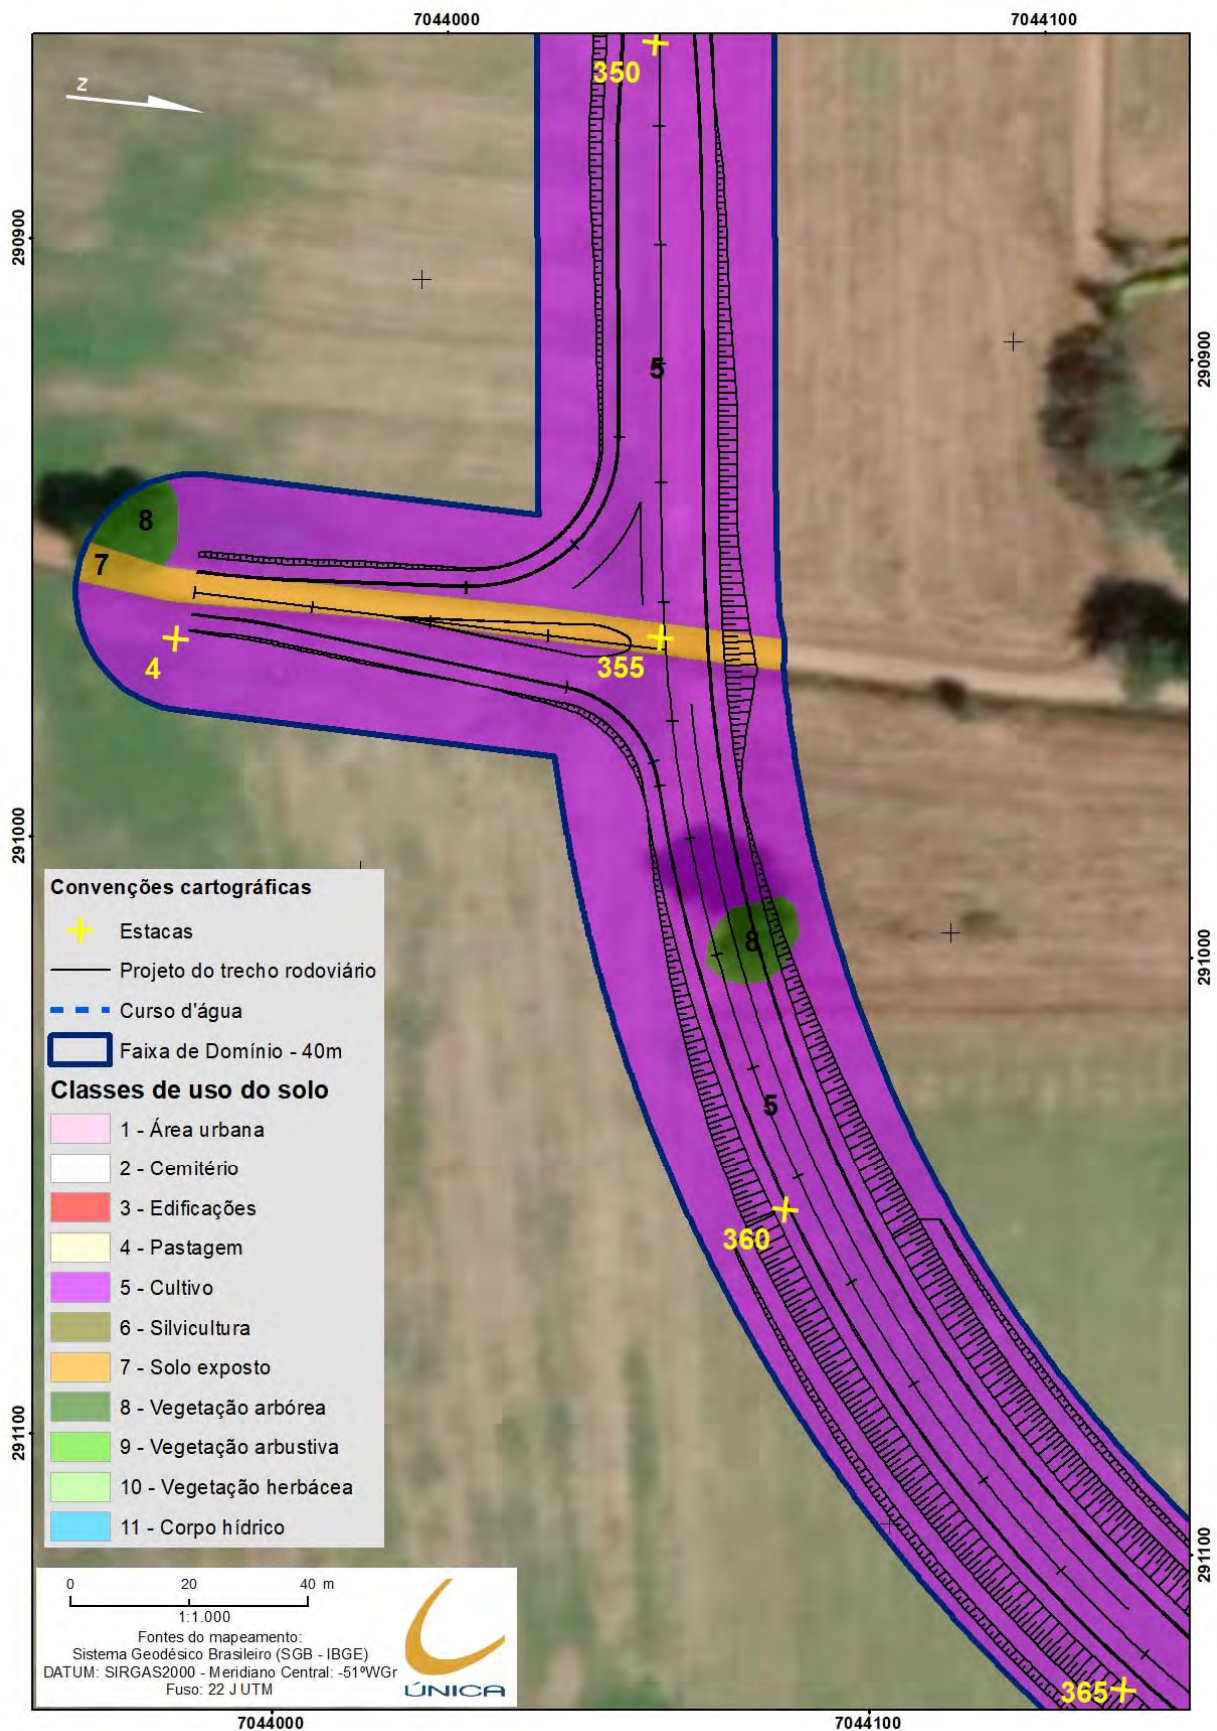 7044000
7044100
350
Z
290900
290900
5
8
7
4
355
291000
8
291000
5
360
Convenções cartográficas
Estacas
Projeto do trecho rodoviário
Curso d'água
Faixa de Domínio - 40m
Classes de uso do solo
1 - Área urbana
2 - Cemitério
3 - Edificações
4 - Pastagem
5 - Cultivo
6 - Silvicultura
7 - Solo exposto
8 - Vegetação arbórea
9 - Vegetação arbustiva
10 - Vegetação herbácea
11 - Corpo hídrico
291100
291100
0 20 40 m
1:1.000
Fontes do mapeamento:
Sistema Geodésico Brasileiro (SGB - IBGE)
DATUM: SIRGAS2000 - Meridiano Central: -51ºWGr
Fuso: 22 J UTM
ÚNICA
365
7044000
7044100